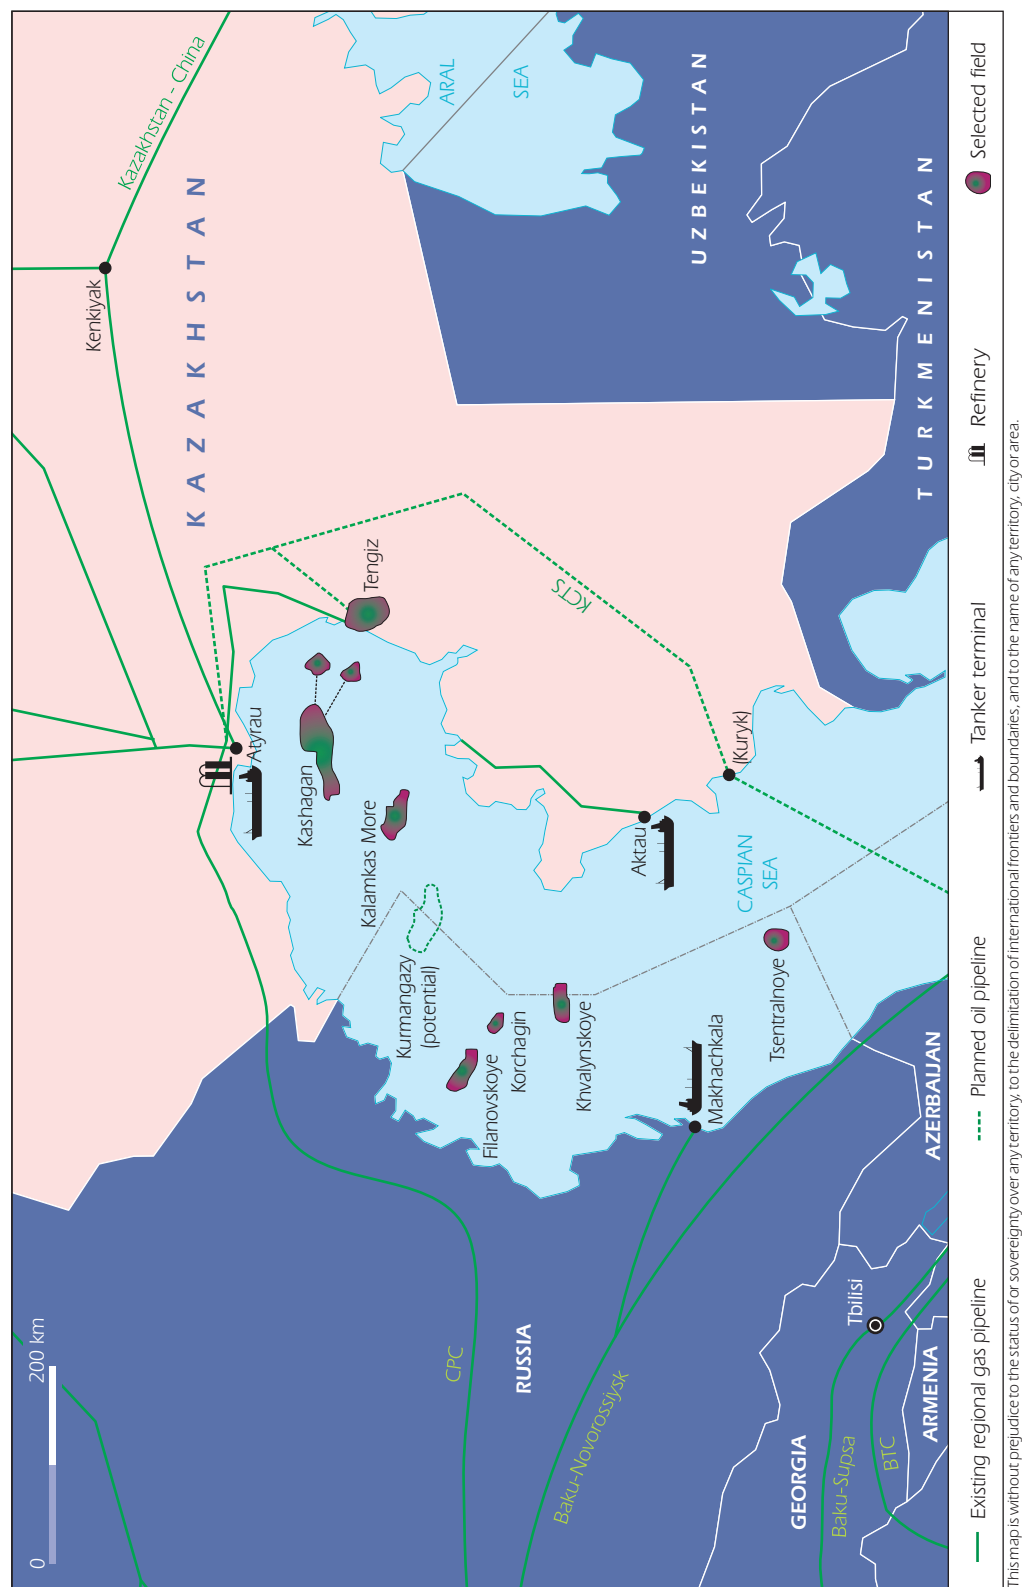 0 200 km
CPC
RUSSIA
Baku-Novorossiysk
GEORGIA
Baku-Supsa
BTC
Tbilisi
ARMENIA
AZERBAIJAN
Makhachkala
Filanovskoye
Korchagin
Khvalynskoye
Kurmangazy
(potential)
Tsentralnoye
CASPIAN
SEA
Kalamkas More
Kashagan
Atyrau
Aktau
(Kuryk)
Tengiz
KCTS
KAZAKHSTAN
Kenkiyak
Kazakhstan - China
ARAL
SEA
UZBEKISTAN
TURKMENISTAN
Existing regional gas pipeline
Planned oil pipeline
Tanker terminal
Refinery
Selected field
This map is without prejudice to the status of or sovereignty over any territory, to the delimitation of international frontiers and boundaries, and to the name of any territory, city or area.